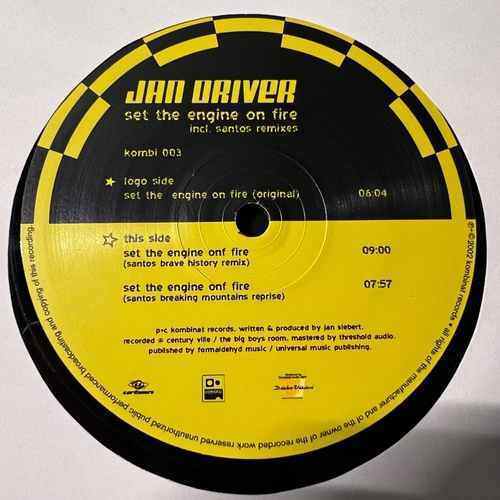 JAN DRIVER
set the engine on fire
incl. santos remixes
kombi 003
logo side
set the engine on fire (original) 06:04
this side
set the engine onf fire 09:00
(santos brave history remix)
set the engine onf fire 07:57
(santos breaking mountains reprise)
p+c kombinat records. written & produced by jan siebert.
recorded @ century ville / the big boys room. mastered by threshold audio.
published by formaldehyd music / universal music publishing.
℗+© 2002 kombinat records • all rights of the manufacturer and of the owner of the recorded work reserved unauthorized public performanced broadcasting and copying of this recording